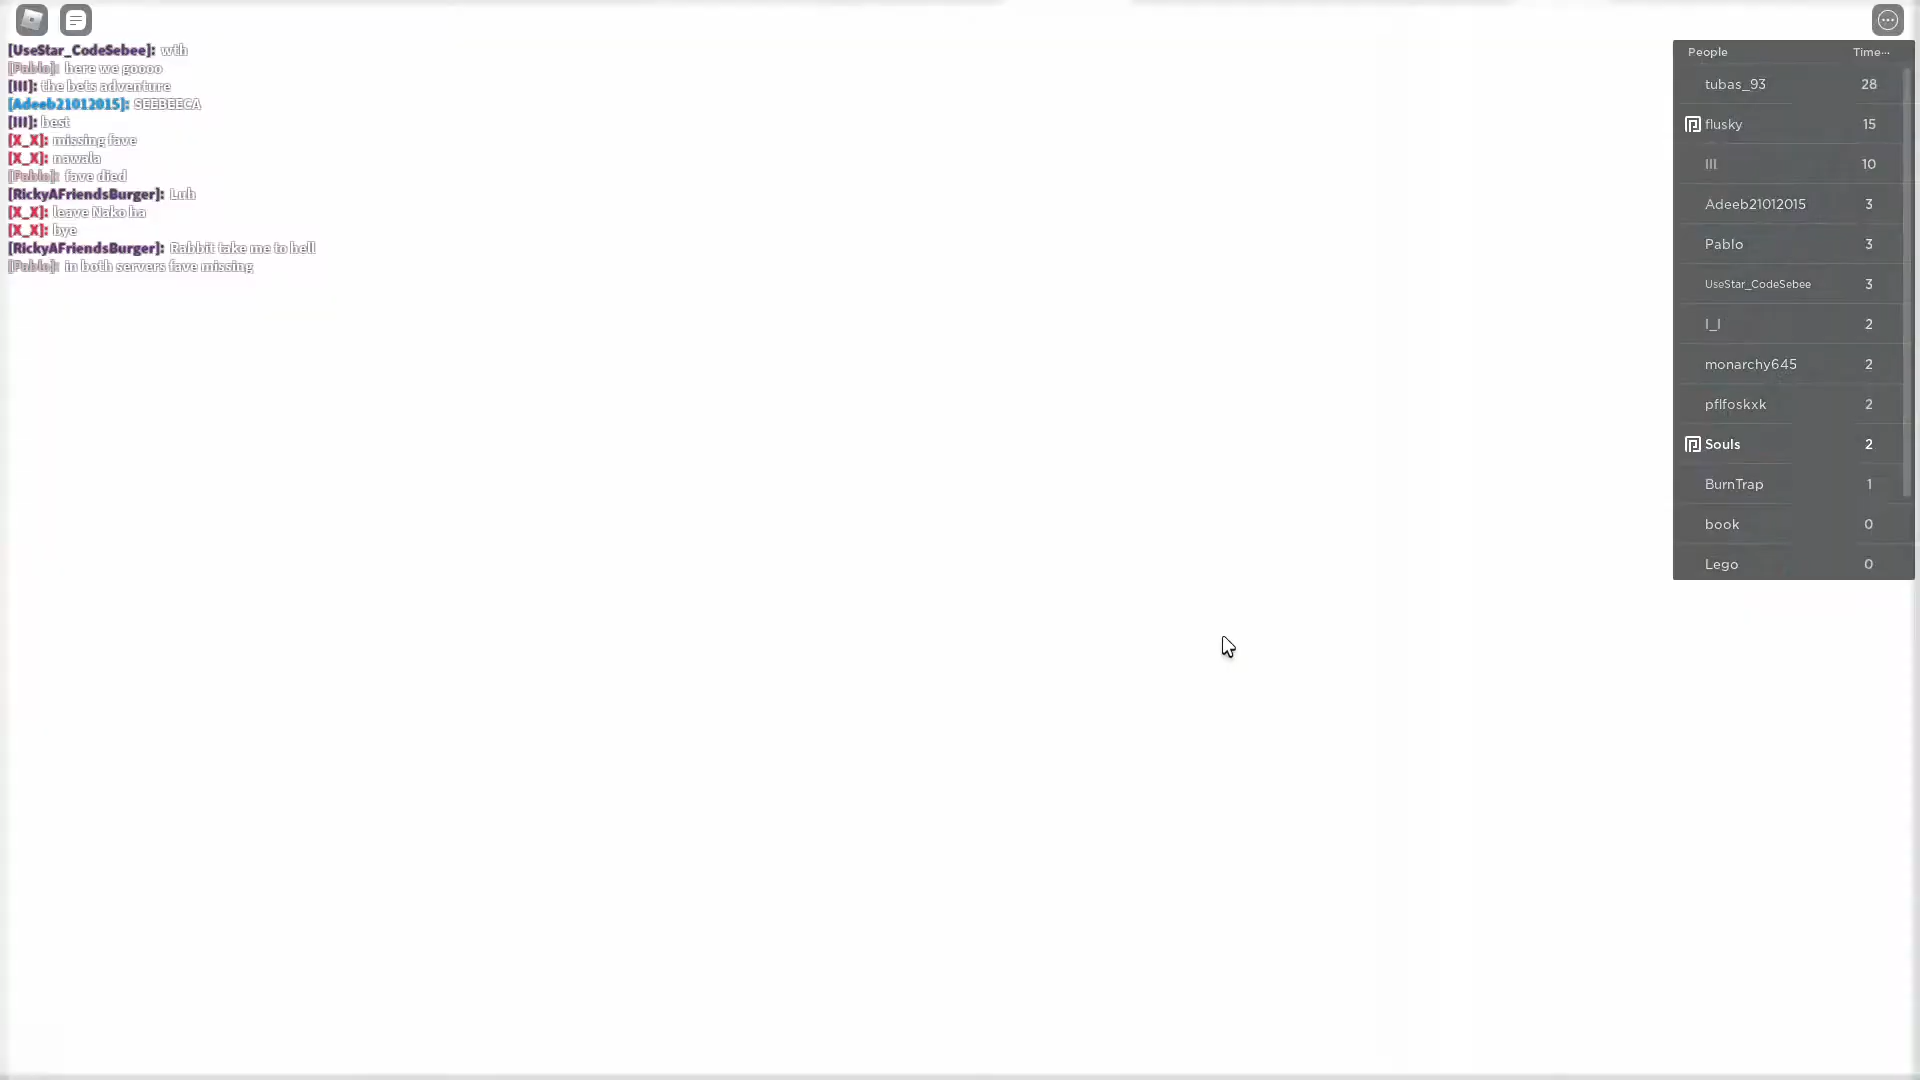 [UseStar_CodeSebee]: wth
[Pablo]: here we goooo
[III]: the bets adventure
[Adeeb21012015]: SEEBEECA
[III]: best
[X_X]: missing fave
[X_X]: nawala
[Pablo]: fave died
[RickyAFriendsBurger]: Luh
[X_X]: leave Nako ha
[X_X]: bye
[RickyAFriendsBurger]: Rabbit take me to hell
[Pablo]: in both servers fave missing
People Time...
tubas_93 28
flusky 15
III 10
Adeeb21012015 3
Pablo 3
UseStar_CodeSebee 3
I_I 2
monarchy645 2
pflfoskxk 2
Souls 2
BurnTrap 1
book 0
Lego 0